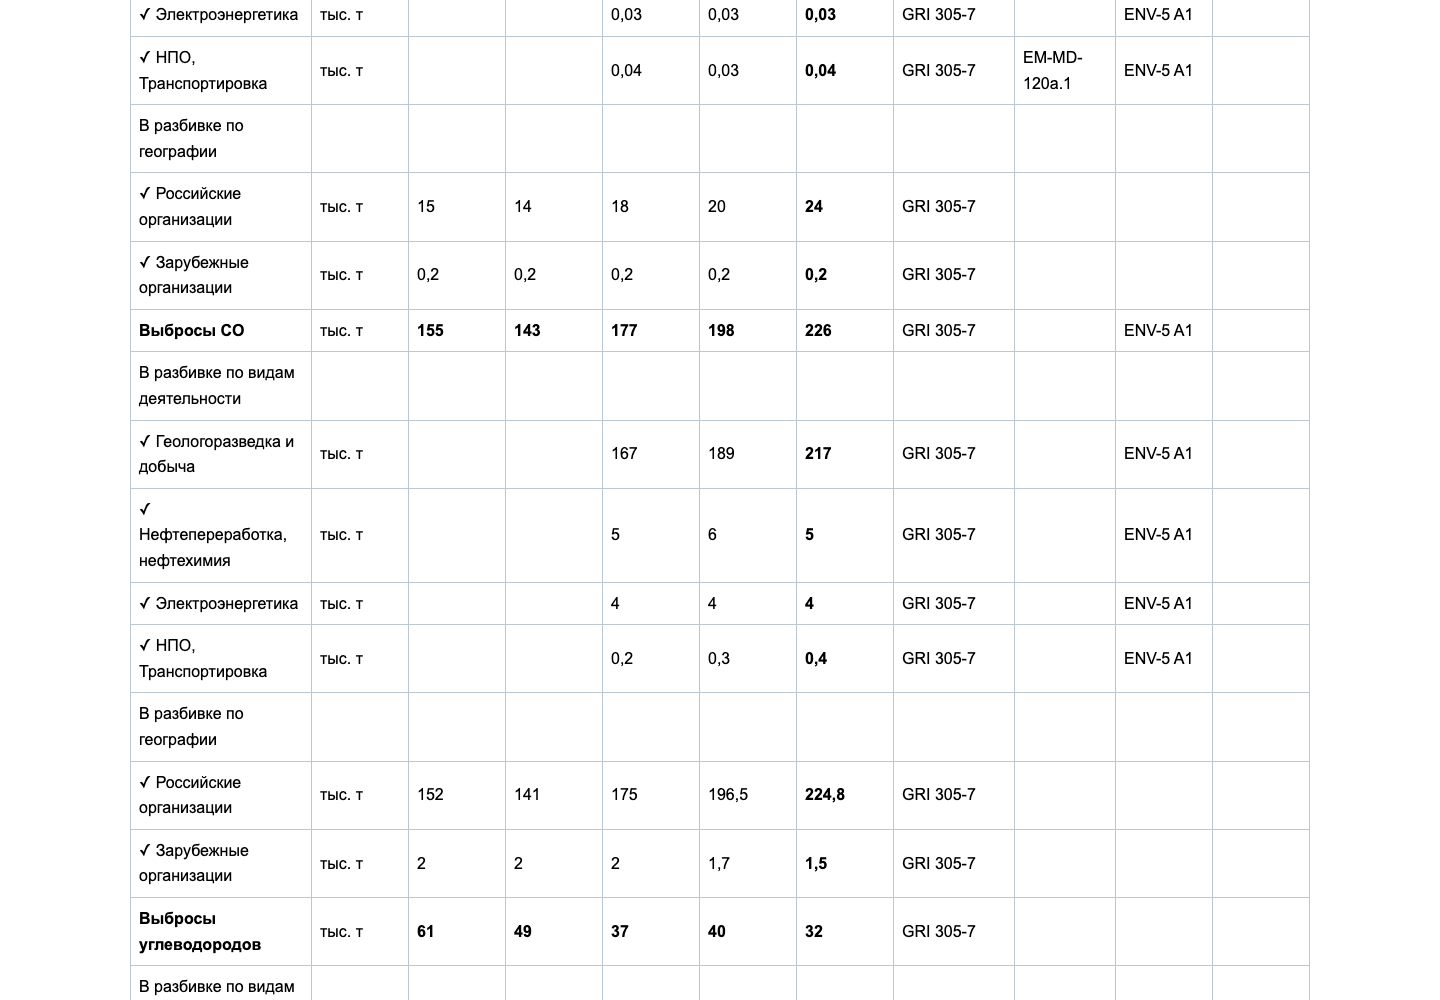 ✓ Электроэнергетика тыс. т 0,03 0,03 0,03 GRI 305-7 ENV-5 A1
✓ НПО,
Транспортировка тыс. т 0,04 0,03 0,04 GRI 305-7 EM-MD-
120a.1 ENV-5 A1
В разбивке по
географии
✓ Российские
организации тыс. т 15 14 18 20 24 GRI 305-7
✓ Зарубежные
организации тыс. т 0,2 0,2 0,2 0,2 0,2 GRI 305-7
Выбросы CO тыс. т 155 143 177 198 226 GRI 305-7 ENV-5 A1
В разбивке по видам
деятельности
✓ Геологоразведка и
добыча тыс. т 167 189 217 GRI 305-7 ENV-5 A1
✓
Нефтепереработка,
нефтехимия тыс. т 5 6 5 GRI 305-7 ENV-5 A1
✓ Электроэнергетика тыс. т 4 4 4 GRI 305-7 ENV-5 A1
✓ НПО,
Транспортировка тыс. т 0,2 0,3 0,4 GRI 305-7 ENV-5 A1
В разбивке по
географии
✓ Российские
организации тыс. т 152 141 175 196,5 224,8 GRI 305-7
✓ Зарубежные
организации тыс. т 2 2 2 1,7 1,5 GRI 305-7
Выбросы
углеводородов тыс. т 61 49 37 40 32 GRI 305-7
В разбивке по видам